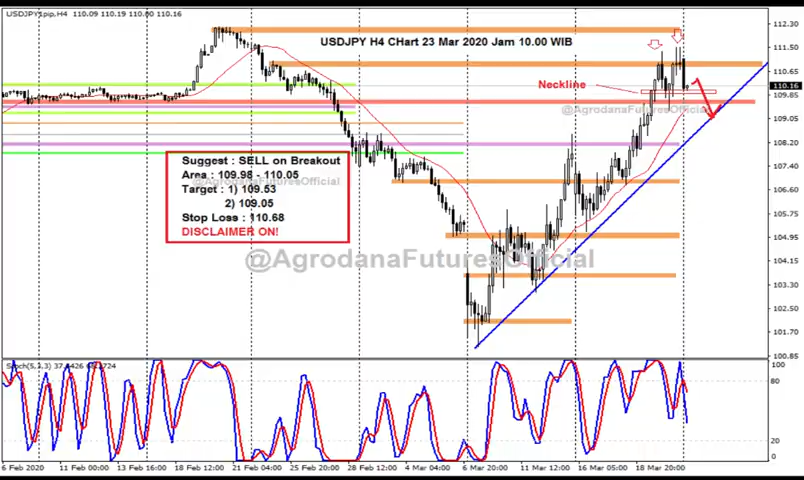 USDJPYpip,H4 110.09 110.19 110.00 110.16
USDJPY H4 CHart 23 Mar 2020 Jam 10.00 WIB
Neckline
@AgrodanaFuturesOfficial
Suggest : SELL on Breakout
Area : 109.98 - 110.05
@AgrodanaFuturesOfficial
Target : 1) 109.53
2) 109.05
Stop Loss : 110.68
DISCLAIMER ON!
@AgrodanaFuturesOfficial
112.30
111.50
110.70
110.16
109.85
109.05
108.20
107.40
106.60
105.75
104.95
104.15
103.35
102.50
101.70
100.85
100
80
20
0
6 Feb 2020
11 Feb 00:00
13 Feb 16:00
18 Feb 12:00
21 Feb 04:00
25 Feb 20:00
28 Feb 12:00
4 Mar 04:00
6 Mar 20:00
11 Mar 12:00
16 Mar 05:00
18 Mar 20:00